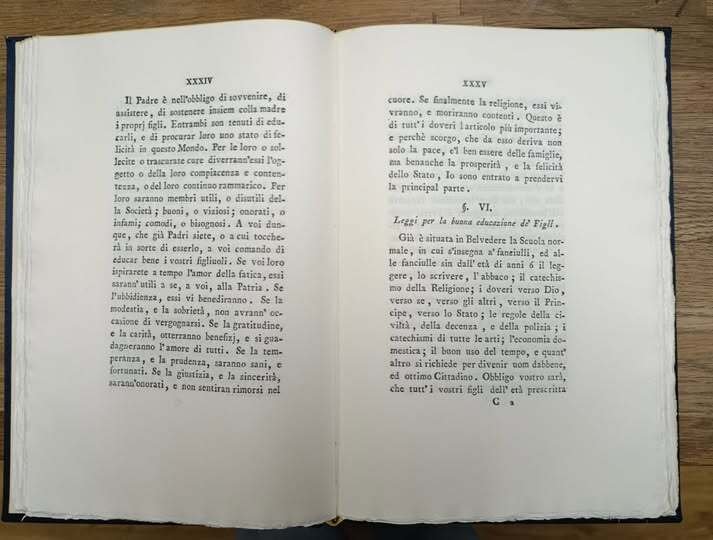 XXXIV
Il Padre è nell'obbligo di sovvenire, di
assistere, di sostenere insiem colla madre
i proprj figli. Entrambi son tenuti di edu-
carli, e di procurar loro uno stato di fe-
licità in questo Mondo. Per le loro o sol-
lecite o trascurate cure diverrann'essi l'og-
getto o della loro compiacenza e conten-
tezza, o del loro continuo rammarico. Per
loro saranno membri utili, o disutili del-
la Società; buoni, o viziosi; onorati, o
infami; comodi, o bisognosi. A voi dun-
que, che già Padri siete, o a cui tocche-
rà in sorte di esserlo, a voi comando di
educar bene i vostri figliuoli. Se voi loro
ispirarete a tempo l'amor della fatica, essi
sarann'utili a se, a voi, alla Patria. Se
l'ubbidienza, essi vi benediranno. Se la
modestia, e la sobrietà, non avrann'oc-
casione di vergognarsi. Se la gratitudine,
e la carità, otterranno benefizj, e si gua-
dagneranno l'amore di tutti. Se la tem-
peranza, e la prudenza, saranno sani, e
fortunati. Se la giustizia, e la sincerità,
sarann'onorati, e non sentiran rimorsi nel
XXXV
cuore. Se finalmente la religione, essi vi-
vranno, e moriranno contenti. Questo è
di tutt'i doveri l articolo più importante;
e perchè scorgo, che da esso deriva non
solo la pace, e'l ben essere delle famiglie,
ma benanche la prosperità, e la felicità
dello Stato, Io sono entrato a prendervi
la principal parte.
§. VI.
Leggi per la buona educazione de' Figli.
Già è situata in Belvedere la Scuola nor-
male, in cui s'insegna a' fanciulli, ed al-
le fanciulle sin dall'età di anni 6 il leg-
gere, lo scrivere, l'abbaco; il catechis-
mo della Religione; i doveri verso Dio,
verso se, verso gli altri, verso il Prin-
cipe, verso lo Stato; le regole della ci-
viltà, della decenza, e della polizia; i
catechismi di tutte le arti; l'economia do-
mestica; il buon uso del tempo, e quant'
altro si richiede per divenir uom dabbene,
ed ottimo Cittadino. Obbligo vostro sarà,
che tutt'i vostri figli dell'età prescritta
C 2